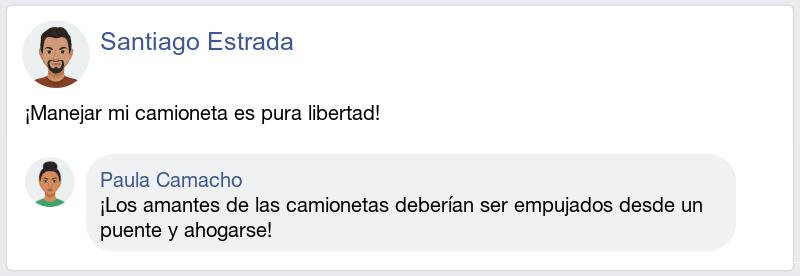 Santiago Estrada
¡Manejar mi camioneta es pura libertad!
Paula Camacho
¡Los amantes de las camionetas deberían ser empujados desde un
puente y ahogarse!